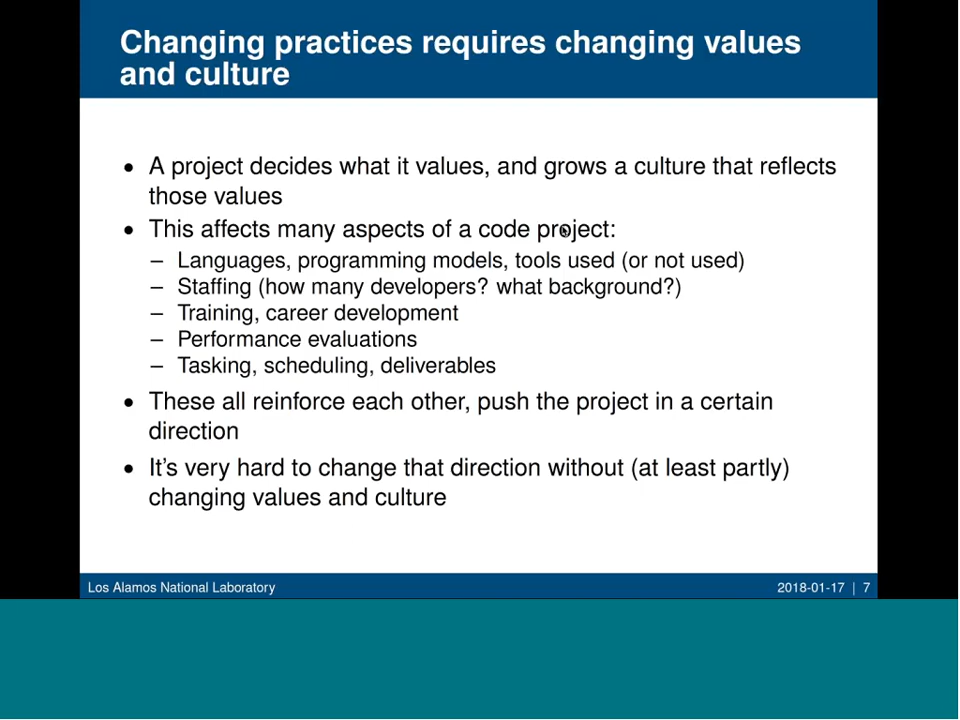 Changing practices requires changing values
and culture
• A project decides what it values, and grows a culture that reflects
those values
• This affects many aspects of a code project:
– Languages, programming models, tools used (or not used)
– Staffing (how many developers? what background?)
– Training, career development
– Performance evaluations
– Tasking, scheduling, deliverables
• These all reinforce each other, push the project in a certain
direction
• It's very hard to change that direction without (at least partly)
changing values and culture
Los Alamos National Laboratory
2018-01-17 | 7